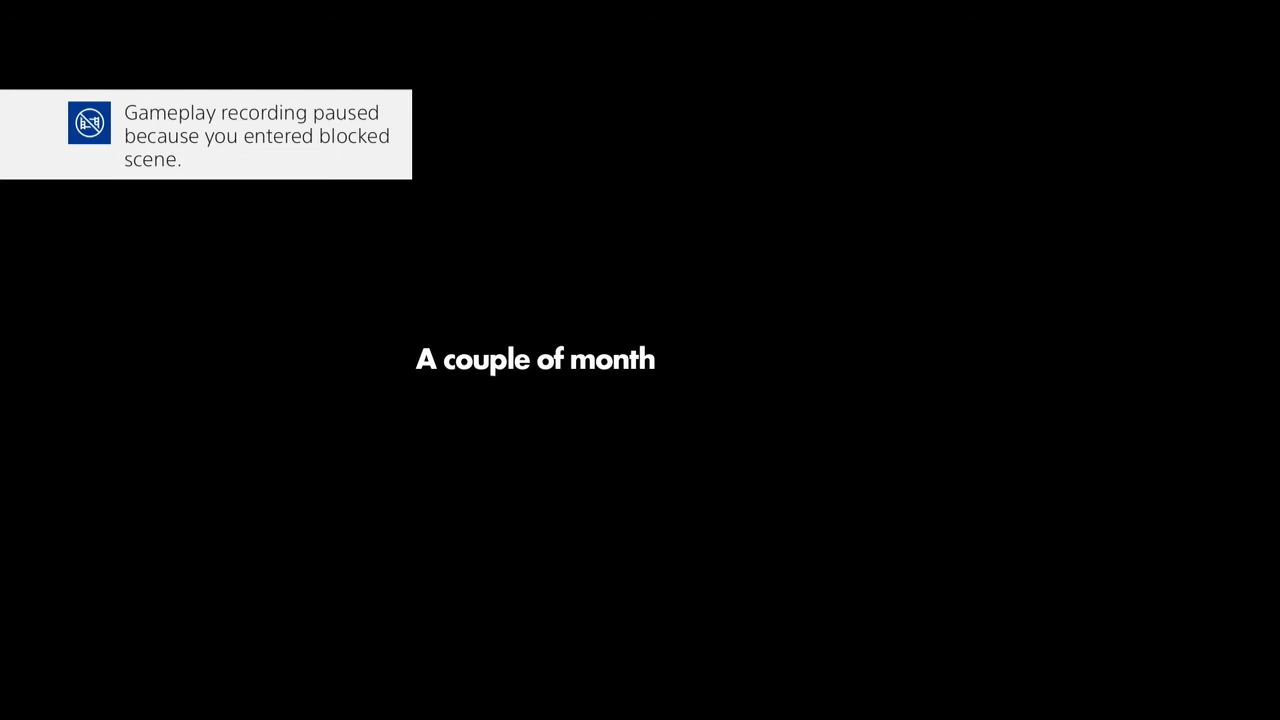 Gameplay recording paused
because you entered blocked
scene.
A couple of month